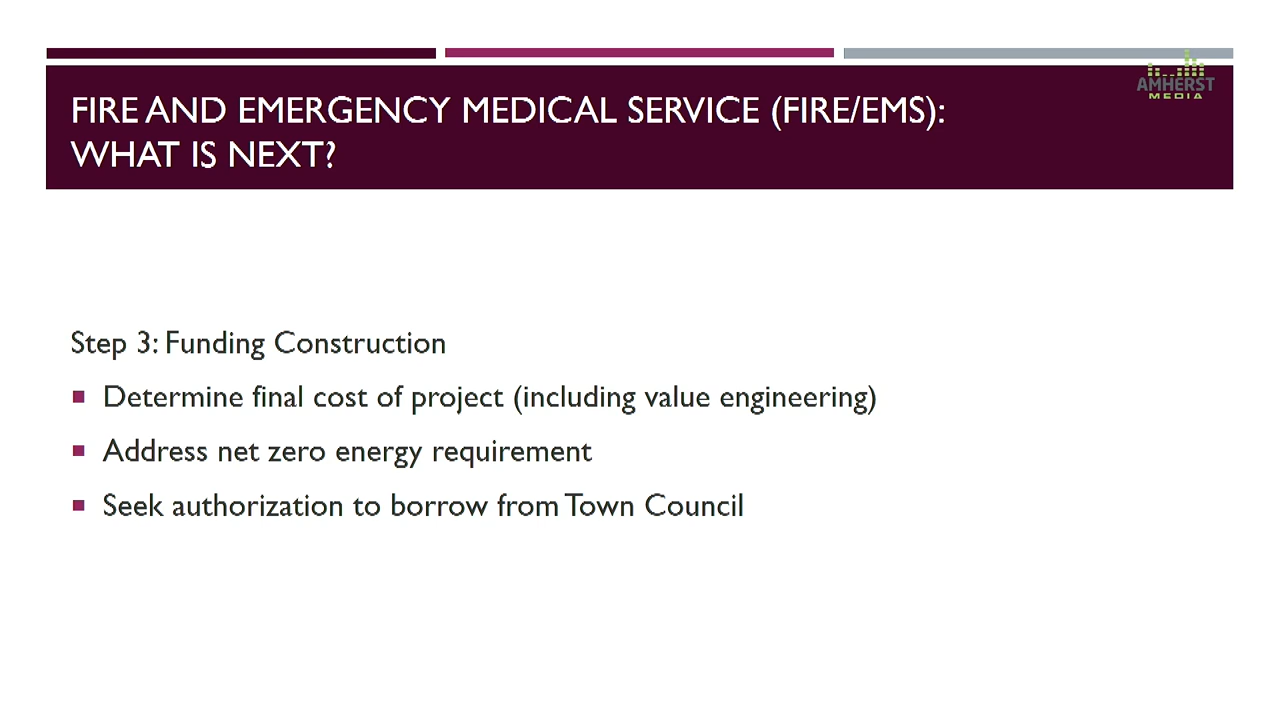 AMHERST
MEDIA
FIRE AND EMERGENCY MEDICAL SERVICE (FIRE/EMS):
WHAT IS NEXT?
Step 3: Funding Construction
Determine final cost of project (including value engineering)
Address net zero energy requirement
Seek authorization to borrow from Town Council